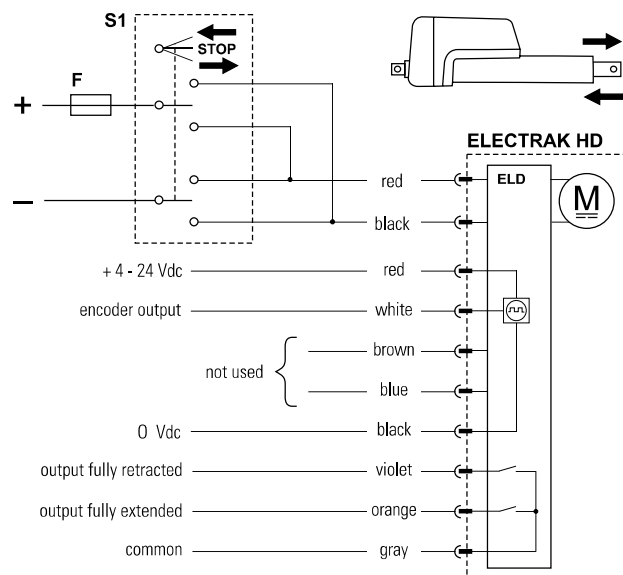 S1
STOP
F
+
–
ELECTRAK HD
ELD
M
red
black
+ 4 - 24 Vdc red
encoder output white
not used
brown
blue
0 Vdc black
output fully retracted violet
output fully extended orange
common gray